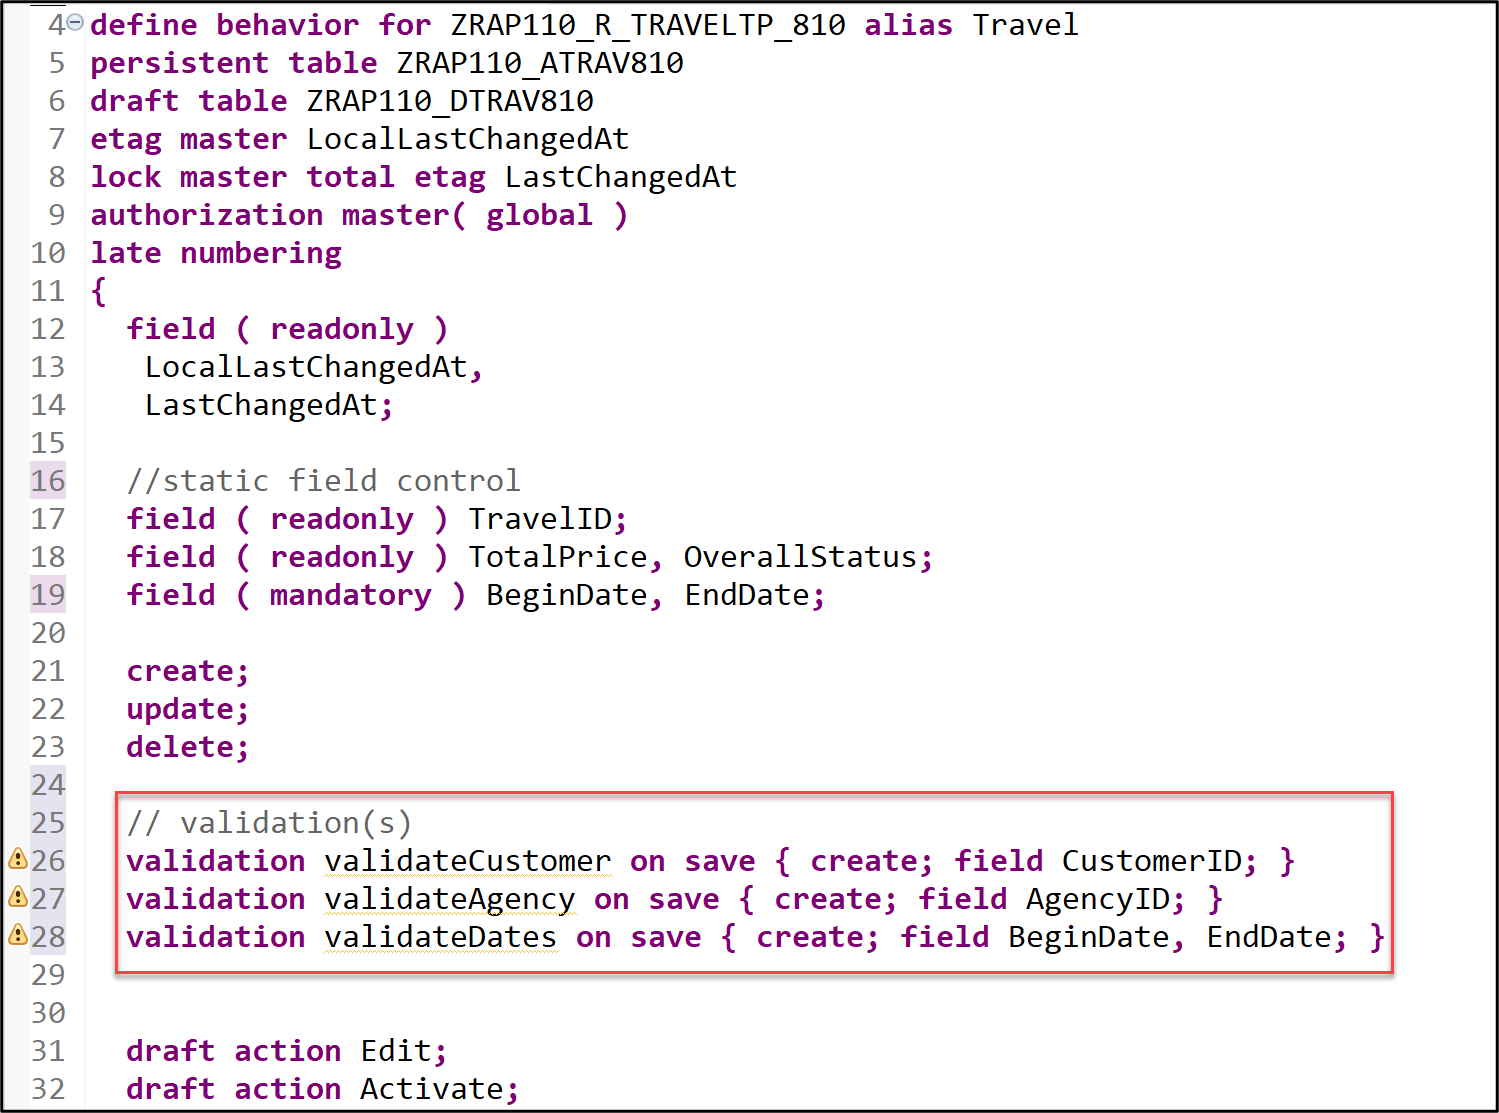 4 define behavior for ZRAP110_R_TRAVELTP_810 alias Travel
5 persistent table ZRAP110_ATRAV810
6 draft table ZRAP110_DTRAV810
7 etag master LocalLastChangedAt
8 lock master total etag LastChangedAt
9 authorization master( global )
10 late numbering
11 {
12 field ( readonly )
13 LocalLastChangedAt,
14 LastChangedAt;
15
16 //static field control
17 field ( readonly ) TravelID;
18 field ( readonly ) TotalPrice, OverallStatus;
19 field ( mandatory ) BeginDate, EndDate;
20
21 create;
22 update;
23 delete;
24
25 // validation(s)
26 validation validateCustomer on save { create; field CustomerID; }
27 validation validateAgency on save { create; field AgencyID; }
28 validation validateDates on save { create; field BeginDate, EndDate; }
29
30
31 draft action Edit;
32 draft action Activate;